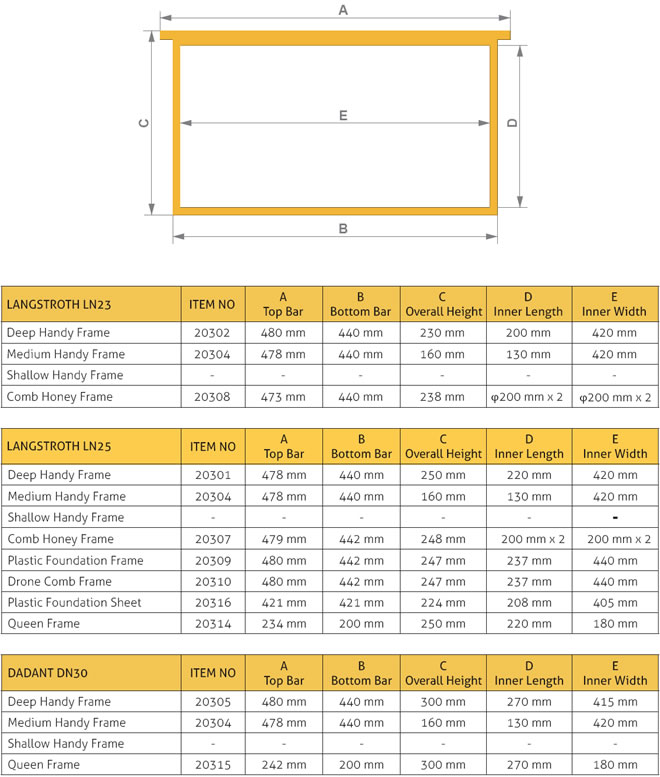 A
C
E
D
B
LANGSTROTH LN23 ITEM NO A Top Bar B Bottom Bar C Overall Height D Inner Length E Inner Width
Deep Handy Frame 20302 480 mm 440 mm 230 mm 200 mm 420 mm
Medium Handy Frame 20304 478 mm 440 mm 160 mm 130 mm 420 mm
Shallow Handy Frame - - - - - -
Comb Honey Frame 20308 473 mm 440 mm 238 mm φ200 mm x 2 φ200 mm x 2
LANGSTROTH LN25 ITEM NO A Top Bar B Bottom Bar C Overall Height D Inner Length E Inner Width
Deep Handy Frame 20301 478 mm 440 mm 250 mm 220 mm 420 mm
Medium Handy Frame 20304 478 mm 440 mm 160 mm 130 mm 420 mm
Shallow Handy Frame - - - - - -
Comb Honey Frame 20307 479 mm 442 mm 248 mm 200 mm x 2 200 mm x 2
Plastic Foundation Frame 20309 480 mm 442 mm 247 mm 237 mm 440 mm
Drone Comb Frame 20310 480 mm 442 mm 247 mm 237 mm 440 mm
Plastic Foundation Sheet 20316 421 mm 421 mm 224 mm 208 mm 405 mm
Queen Frame 20314 234 mm 200 mm 250 mm 220 mm 180 mm
DADANT DN30 ITEM NO A Top Bar B Bottom Bar C Overall Height D Inner Length E Inner Width
Deep Handy Frame 20305 480 mm 440 mm 300 mm 270 mm 415 mm
Medium Handy Frame 20304 478 mm 440 mm 160 mm 130 mm 420 mm
Shallow Handy Frame - - - - - -
Queen Frame 20315 242 mm 200 mm 300 mm 270 mm 180 mm